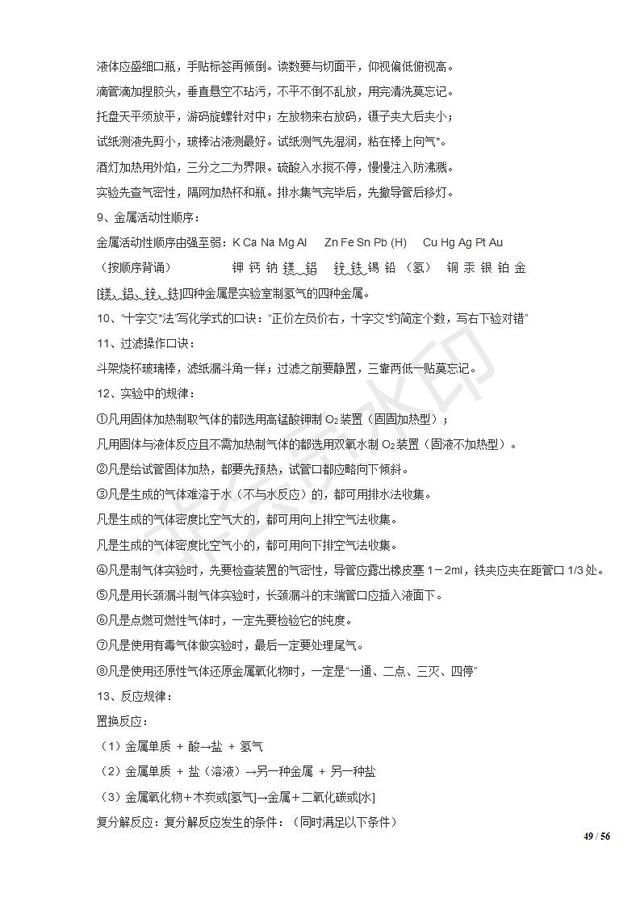 液体应盛细口瓶，手贴标签再倾倒。读数要与切面平，仰视偏低俯视高。
滴管滴加捏胶头，垂直悬空不玷污，不平不倒不乱放，用完清洗莫忘记。
托盘天平须放平，游码旋螺针对中；左放物来右放码，镊子夹大后夹小；
试纸测液先剪小，玻棒沾液测最好。试纸测气先湿润，粘在棒上向气*。
酒灯加热用外焰，三分之二为界限。硫酸入水搅不停，慢慢注入防沸溅。
实验先查气密性，隔网加热杯和瓶。排水集气完毕后，先撤导管后移灯。
9、金属活动性顺序：
金属活动性顺序由强至弱：K Ca Na Mg Al Zn Fe Sn Pb (H) Cu Hg Ag Pt Au
（按顺序背诵） 钾 钙 钠 镁 铝 锌 铁 锡 铅 （氢） 铜 汞 银 铂 金
[镁、铝、锌、铁]四种金属是实验室制氢气的四种金属。
10、“十字交*法”写化学式的口诀：“正价左负价右，十字交*约简定个数，写右下验对错”
11、过滤操作口诀：
斗架烧杯玻璃棒，滤纸漏斗角一样；过滤之前要静置，三靠两低一贴莫忘记。
12、实验中的规律：
①凡用固体加热制取气体的都选用高锰酸钾制 O2 装置（固固加热型）；
凡用固体与液体反应且不需加热制气体的都选用双氧水制 O2 装置（固液不加热型）。
②凡是给试管固体加热，都要先预热，试管口都应略向下倾斜。
③凡是生成的气体难溶于水（不与水反应）的，都可用排水法收集。
凡是生成的气体密度比空气大的，都可用向上排空气法收集。
凡是生成的气体密度比空气小的，都可用向下排空气法收集。
④凡是制气体实验时，先要检查装置的气密性，导管应露出橡皮塞 1－2ml，铁夹应夹在距管口 1/3 处。
⑤凡是用长颈漏斗制气体实验时，长颈漏斗的末端管口应插入液面下。
⑥凡是点燃可燃性气体时，一定先要检验它的纯度。
⑦凡是使用有毒气体做实验时，最后一定要处理尾气。
⑧凡是使用还原性气体还原金属氧化物时，一定是“一通、二点、三灭、四停”
13、反应规律：
置换反应：
（1）金属单质 + 酸→盐 + 氢气
（2）金属单质 + 盐（溶液）→另一种金属 + 另一种盐
（3）金属氧化物＋木炭或[氢气]→金属＋二氧化碳或[水]
复分解反应：复分解反应发生的条件：（同时满足以下条件）
49 / 56
非会员水印